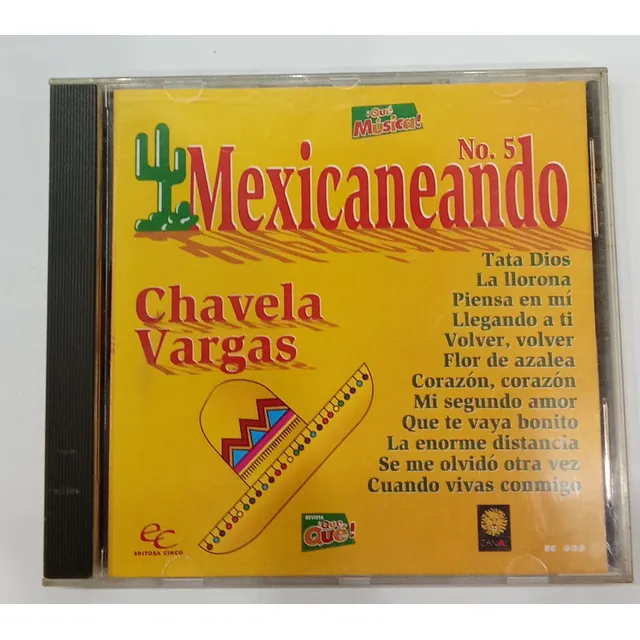 ¡Qué
Música!
No. 5
Mexicaneando
Chavela
Vargas
Tata Dios
La llorona
Piensa en mí
Llegando a ti
Volver, volver
Flor de azalea
Corazón, corazón
Mi segundo amor
Que te vaya bonito
La enorme distancia
Se me olvidó otra vez
Cuando vivas conmigo
EC
EDITORA CINCO
REVISTA
¡Qué
Qué!
EC 025